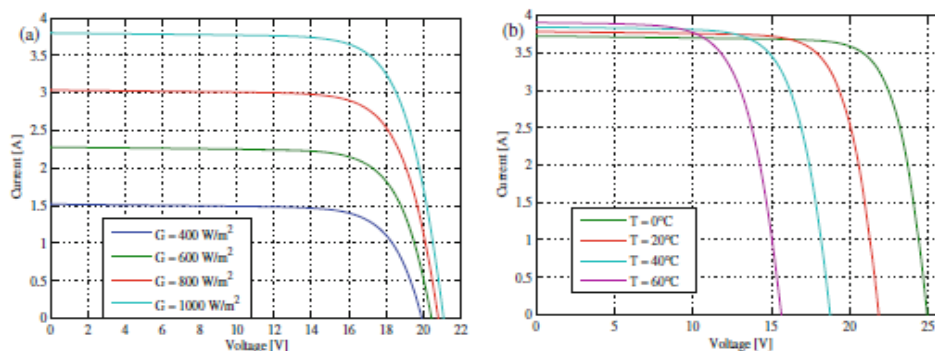 (a)
4
3.5
3
2.5
2
1.5
1
0.5
0
Current [A]
G = 400 W/m²
G = 600 W/m²
G = 800 W/m²
G = 1000 W/m²
0 2 4 6 8 10 12 14 16 18 20 22
Voltage [V]
(b)
4
3.5
3
2.5
2
1.5
1
0.5
0
Current [A]
T = 0°C
T = 20°C
T = 40°C
T = 60°C
0 5 10 15 20 25
Voltage [V]